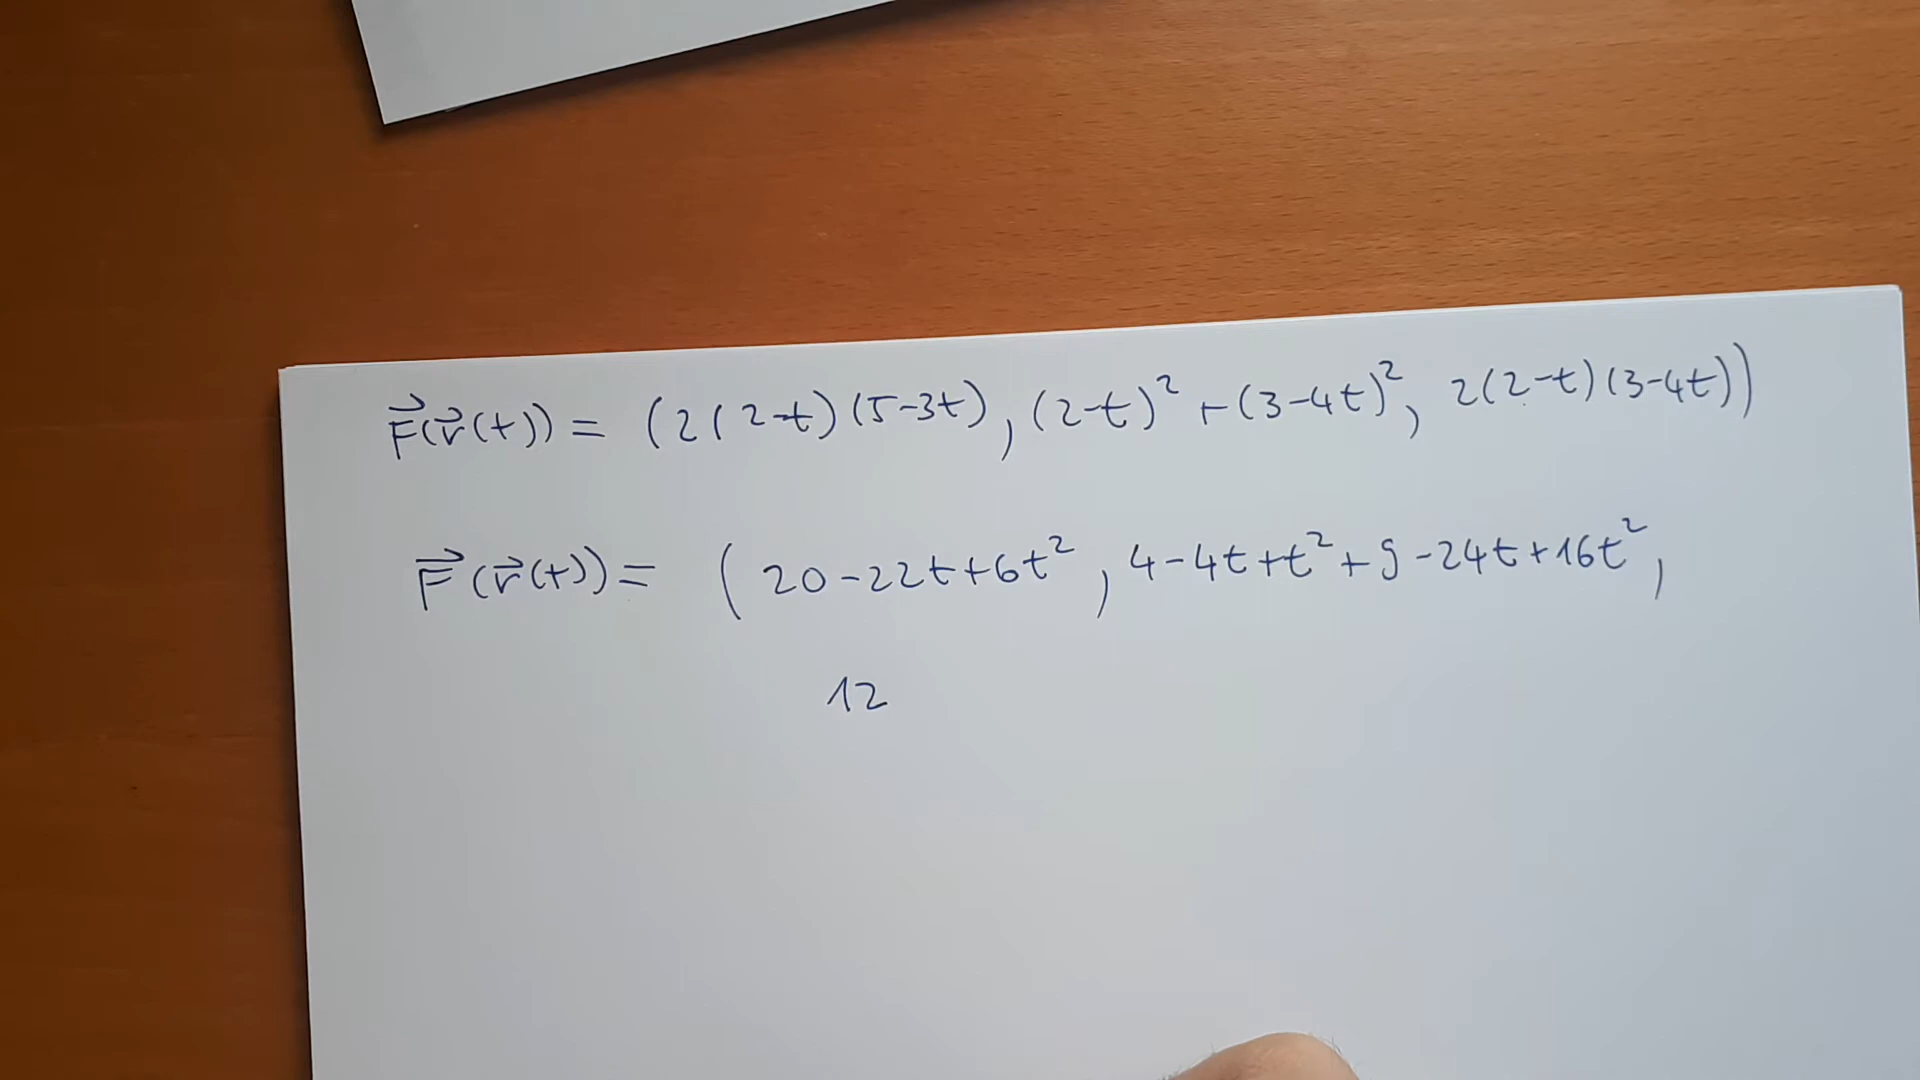 F⃗(r⃗(t)) = (2(2-t)(5-3t), (2-t)² + (3-4t)², 2(2-t)(3-4t))
F⃗(r⃗(t)) = (20-22t+6t², 4-4t+t²+9-24t+16t²,
12